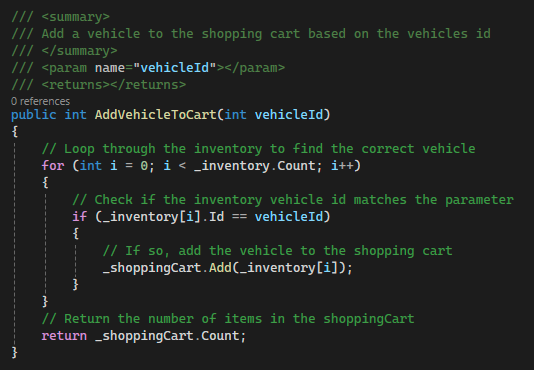 /// <summary>
/// Add a vehicle to the shopping cart based on the vehicles id
/// </summary>
/// <param name="vehicleId"></param>
/// <returns></returns>
0 references
public int AddVehicleToCart(int vehicleId)
{
    // Loop through the inventory to find the correct vehicle
    for (int i = 0; i < _inventory.Count; i++)
    {
        // Check if the inventory vehicle id matches the parameter
        if (_inventory[i].Id == vehicleId)
        {
            // If so, add the vehicle to the shopping cart
            _shoppingCart.Add(_inventory[i]);
        }
    }
    // Return the number of items in the shoppingCart
    return _shoppingCart.Count;
}